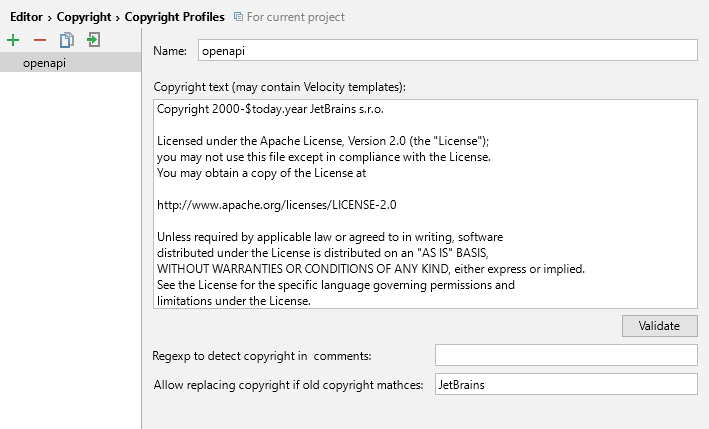 Editor › Copyright › Copyright Profiles For current project
openapi
Name: openapi
Copyright text (may contain Velocity templates):
Copyright 2000-$today.year JetBrains s.r.o.
Licensed under the Apache License, Version 2.0 (the "License");
you may not use this file except in compliance with the License.
You may obtain a copy of the License at
http://www.apache.org/licenses/LICENSE-2.0
Unless required by applicable law or agreed to in writing, software
distributed under the License is distributed on an "AS IS" BASIS,
WITHOUT WARRANTIES OR CONDITIONS OF ANY KIND, either express or implied.
See the License for the specific language governing permissions and
limitations under the License.
Validate
Regexp to detect copyright in comments:
Allow replacing copyright if old copyright mathces: JetBrains